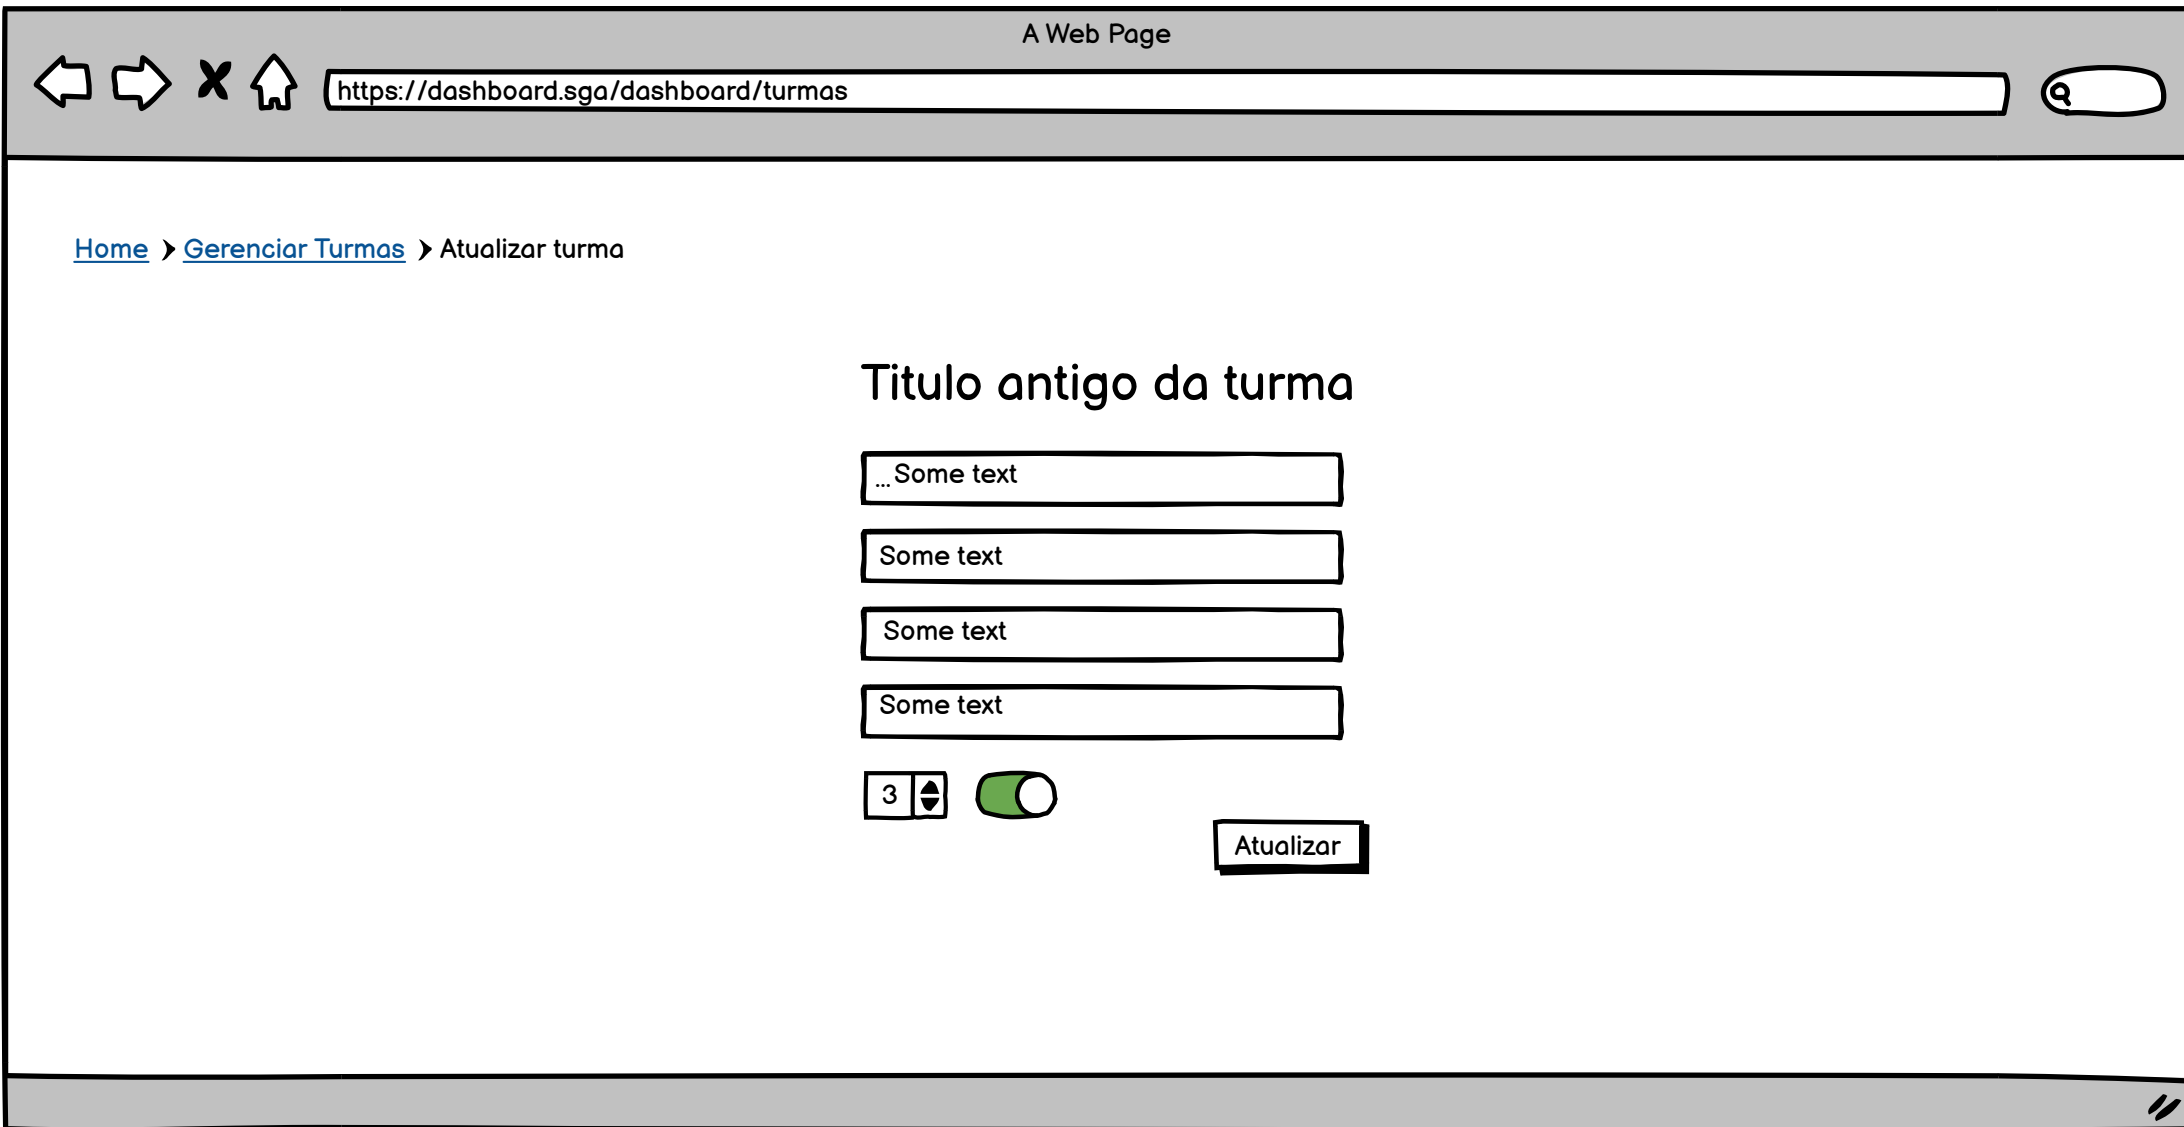 A Web Page
https://dashboard.sga/dashboard/turmas
Home Gerenciar Turmas Atualizar turma
Titulo antigo da turma
...Some text
Some text
Some text
Some text
3
Atualizar